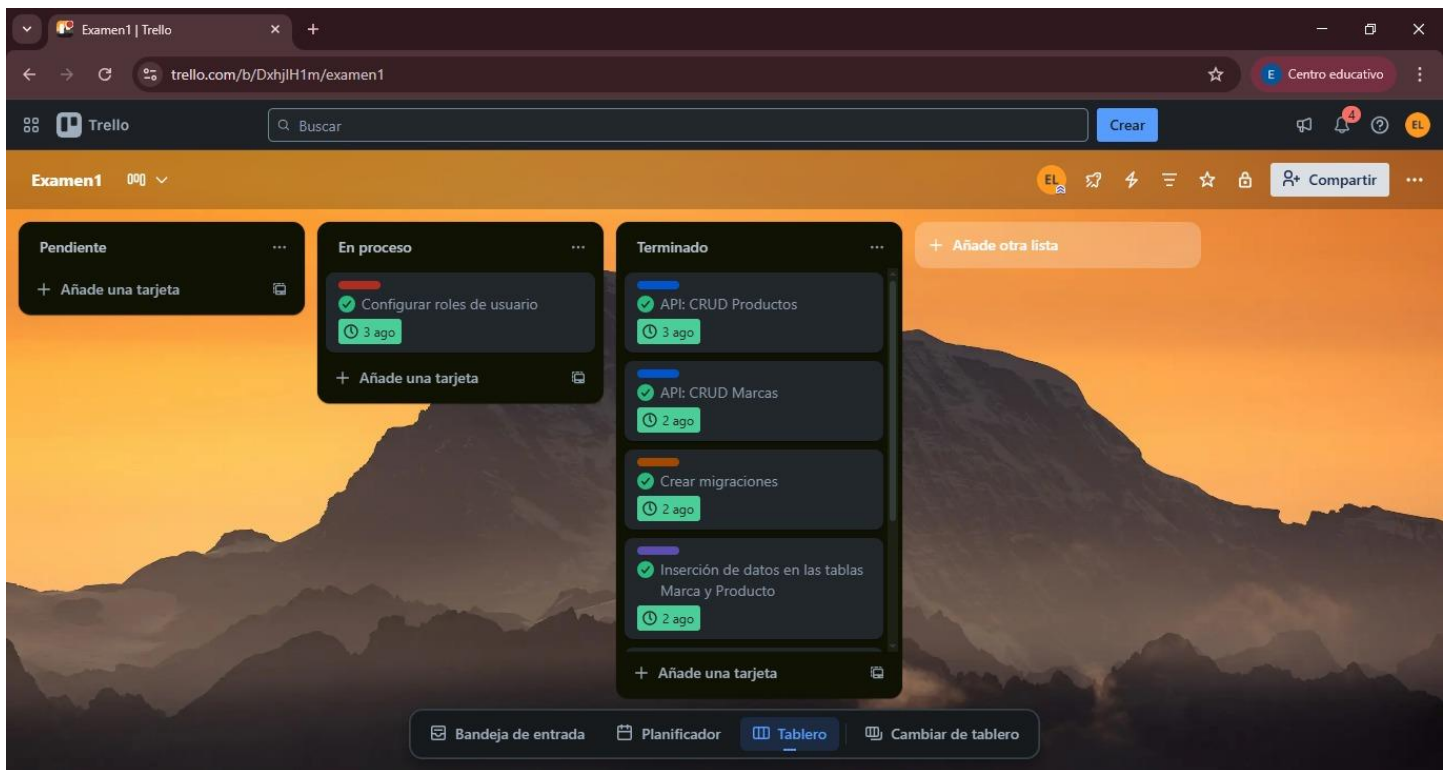 Examen1 | Trello
trello.com/b/DxhjlH1m/examen1
E Centro educativo
Trello
Buscar
Crear
4
EL
Examen1
EL
Compartir
Pendiente
Añade una tarjeta
En proceso
Configurar roles de usuario
3 ago
Añade una tarjeta
Terminado
API: CRUD Productos
3 ago
API: CRUD Marcas
2 ago
Crear migraciones
2 ago
Inserción de datos en las tablas
Marca y Producto
2 ago
Añade una tarjeta
Añade otra lista
Bandeja de entrada
Planificador
Tablero
Cambiar de tablero